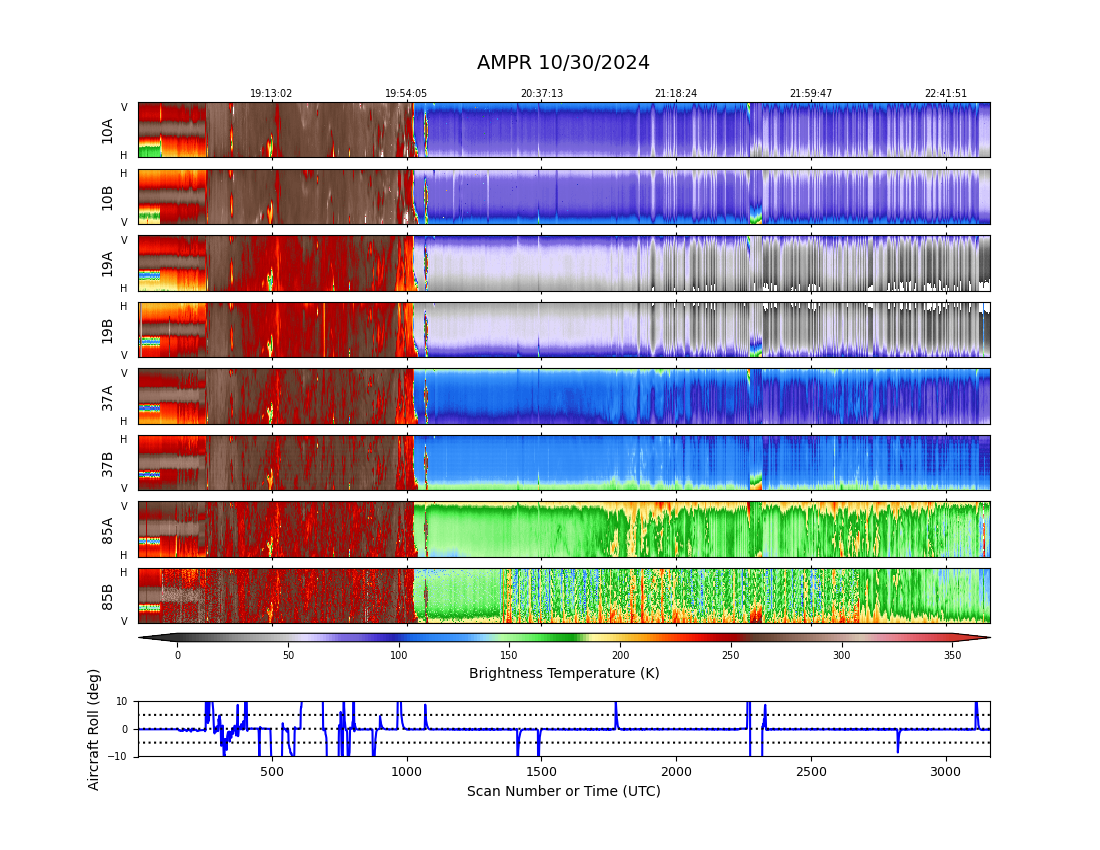 AMPR 10/30/2024
19:13:02 19:54:05 20:37:13 21:18:24 21:59:47 22:41:51
V
10A
H
H
10B
V
V
19A
H
H
19B
V
V
37A
H
H
37B
V
V
85A
H
H
85B
V
0 50 100 150 200 250 300 350
Brightness Temperature (K)
Aircraft Roll (deg)
10
0
−10
500 1000 1500 2000 2500 3000
Scan Number or Time (UTC)